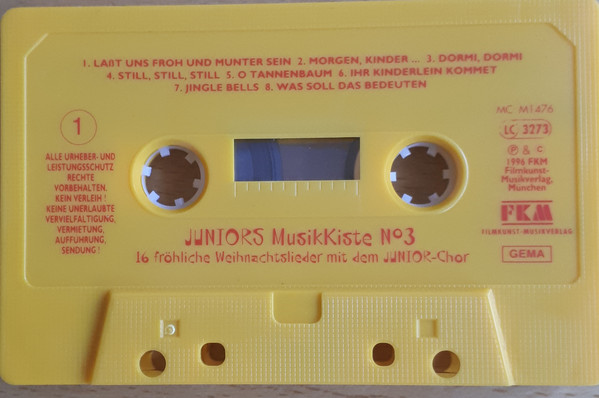 1. LAßT UNS FROH UND MUNTER SEIN 2. MORGEN, KINDER ... 3. DORMI, DORMI
4. STILL, STILL, STILL 5. O TANNENBAUM 6. IHR KINDERLEIN KOMMET
7. JINGLE BELLS 8. WAS SOLL DAS BEDEUTEN
1
ALLE URHEBER- UND
LEISTUNGSSCHUTZ
RECHTE
VORBEHALTEN.
KEIN VERLEIH !
KEINE UNERLAUBTE
VERVIELFÄLTIGUNG,
VERMIETUNG,
AUFFÜHRUNG,
SENDUNG !
MC M1476
LC 3273
℗ & C
1996 FKM
Filmkunst-
Musikverlag,
München
FKM
FILMKUNST-MUSIKVERLAG
GEMA
JUNIORS MusikKiste Nº3
16 fröhliche Weihnachtslieder mit dem JUNIOR-Chor